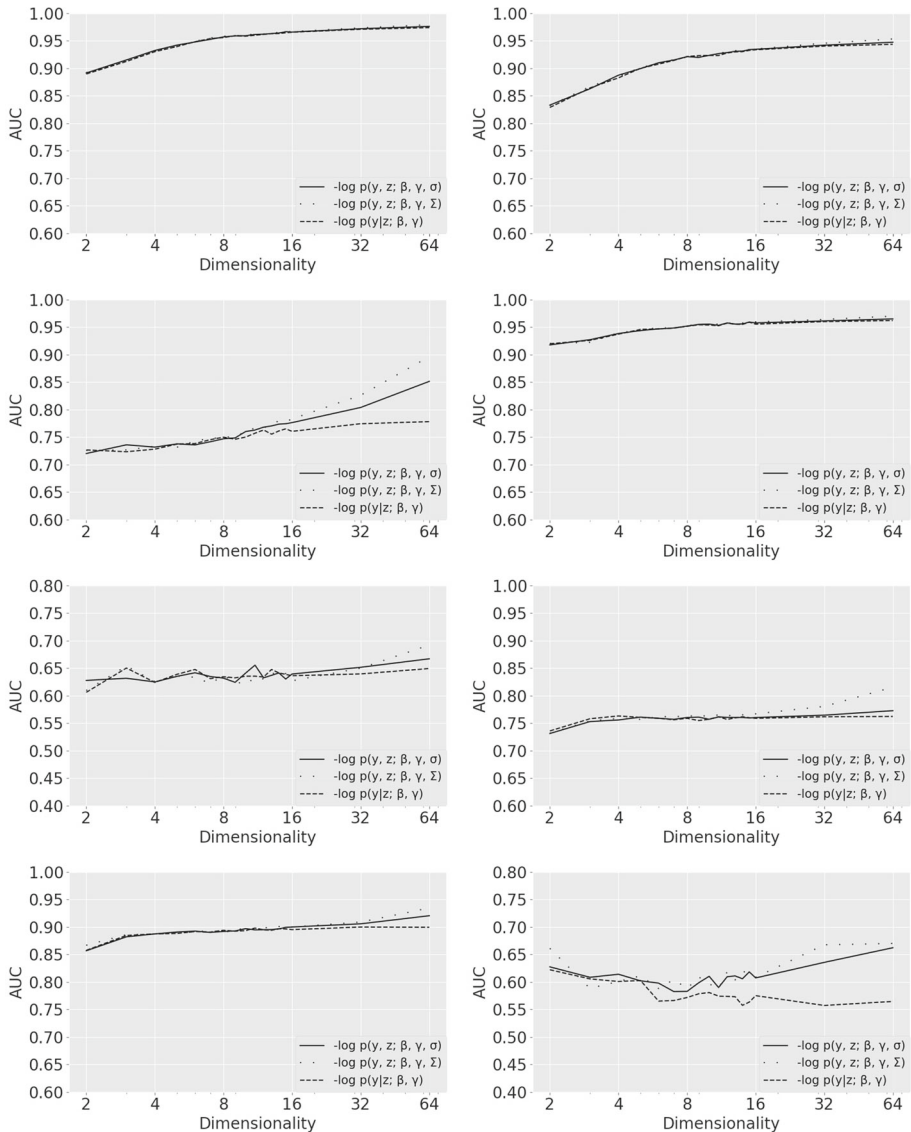 1.00
0.95
0.90
0.85
0.80
0.75
0.70
0.65
0.60
AUC
-log p(y, z; β, γ, σ)
-log p(y, z; β, γ, Σ)
-log p(y|z; β, γ)
2 4 8 16 32 64
Dimensionality
1.00
0.95
0.90
0.85
0.80
0.75
0.70
0.65
0.60
AUC
-log p(y, z; β, γ, σ)
-log p(y, z; β, γ, Σ)
-log p(y|z; β, γ)
2 4 8 16 32 64
Dimensionality
1.00
0.95
0.90
0.85
0.80
0.75
0.70
0.65
0.60
AUC
-log p(y, z; β, γ, σ)
-log p(y, z; β, γ, Σ)
-log p(y|z; β, γ)
2 4 8 16 32 64
Dimensionality
1.00
0.95
0.90
0.85
0.80
0.75
0.70
0.65
0.60
AUC
-log p(y, z; β, γ, σ)
-log p(y, z; β, γ, Σ)
-log p(y|z; β, γ)
2 4 8 16 32 64
Dimensionality
0.80
0.75
0.70
0.65
0.60
0.55
0.50
0.45
0.40
AUC
-log p(y, z; β, γ, σ)
-log p(y, z; β, γ, Σ)
-log p(y|z; β, γ)
2 4 8 16 32 64
Dimensionality
1.00
0.95
0.90
0.85
0.80
0.75
0.70
0.65
0.60
AUC
-log p(y, z; β, γ, σ)
-log p(y, z; β, γ, Σ)
-log p(y|z; β, γ)
2 4 8 16 32 64
Dimensionality
1.00
0.95
0.90
0.85
0.80
0.75
0.70
0.65
0.60
AUC
-log p(y, z; β, γ, σ)
-log p(y, z; β, γ, Σ)
-log p(y|z; β, γ)
2 4 8 16 32 64
Dimensionality
0.80
0.75
0.70
0.65
0.60
0.55
0.50
0.45
0.40
AUC
-log p(y, z; β, γ, σ)
-log p(y, z; β, γ, Σ)
-log p(y|z; β, γ)
2 4 8 16 32 64
Dimensionality